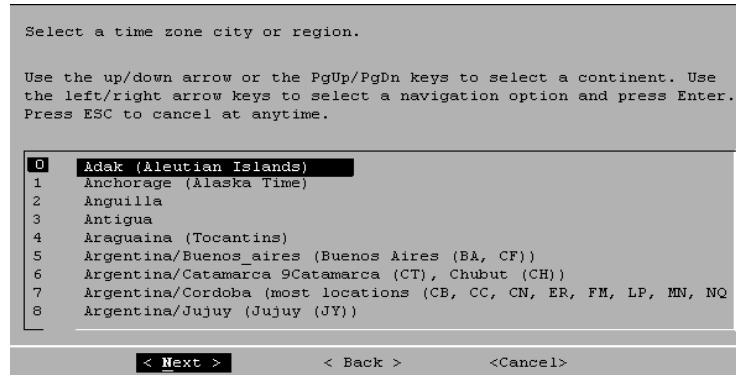 Select a time zone city or region.
Use the up/down arrow or the PgUp/PgDn keys to select a continent. Use
the left/right arrow keys to select a navigation option and press Enter.
Press ESC to cancel at anytime.
0 Adak (Aleutian Islands)
1 Anchorage (Alaska Time)
2 Anguilla
3 Antigua
4 Araguaina (Tocantins)
5 Argentina/Buenos_aires (Buenos Aires (BA, CF))
6 Argentina/Catamarca 9Catamarca (CT), Chubut (CH))
7 Argentina/Cordoba (most locations (CB, CC, CN, ER, FM, LP, MN, NQ
8 Argentina/Jujuy (Jujuy (JY))
< Next > < Back > <Cancel>